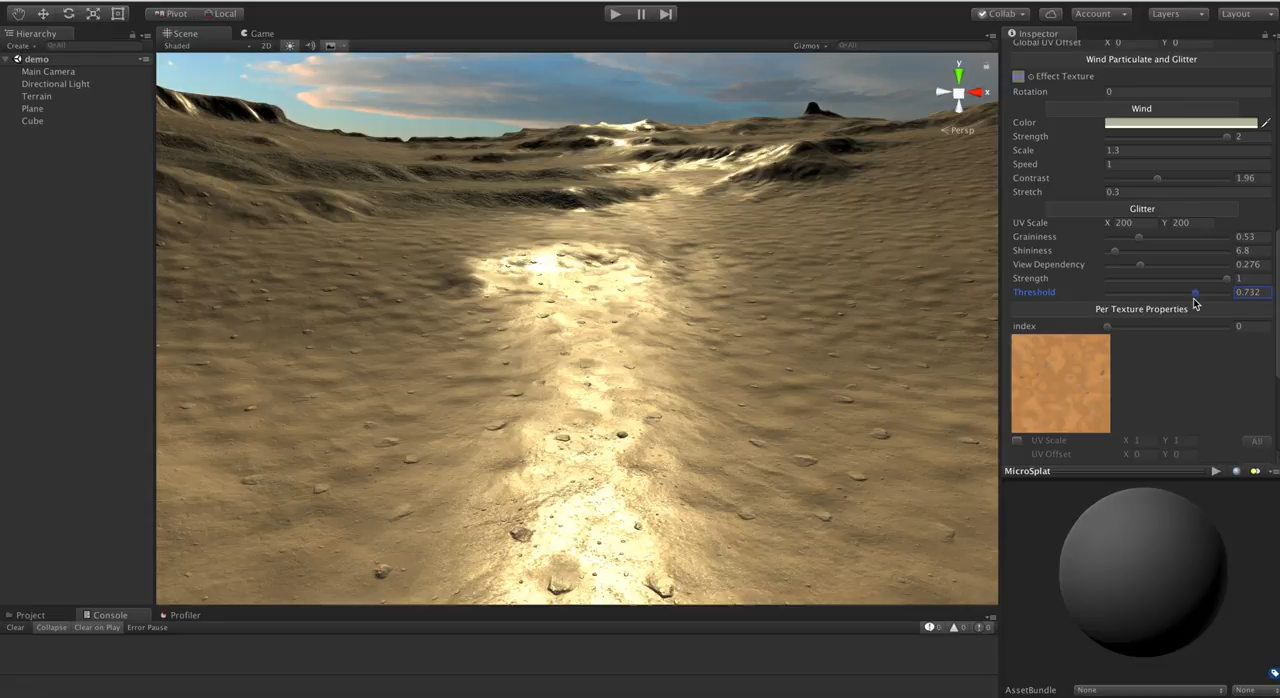 Pivot Local Collab Account Layers Layout
Hierarchy Scene Game Inspector
Create All Shaded 2D Gizmos All Global UV Offset X 0 Y 0
demo
Main Camera
Directional Light
Terrain
Plane
Cube
y
x
Persp
Wind Particulate and Glitter
Effect Texture
Rotation 0
Wind
Color
Strength 2
Scale 1.3
Speed 1
Contrast 1.96
Stretch 0.3
Glitter
UV Scale X 200 Y 200
Graininess 0.53
Shininess 6.8
View Dependency 0.276
Strength 1
Threshold 0.732
Per Texture Properties
index 0
UV Scale X 1 Y 1 All
UV Offset X 0 Y 0
MicroSplat
AssetBundle None None
Project Console Profiler
Clear Collapse Clear on Play Error Pause 0 0 0